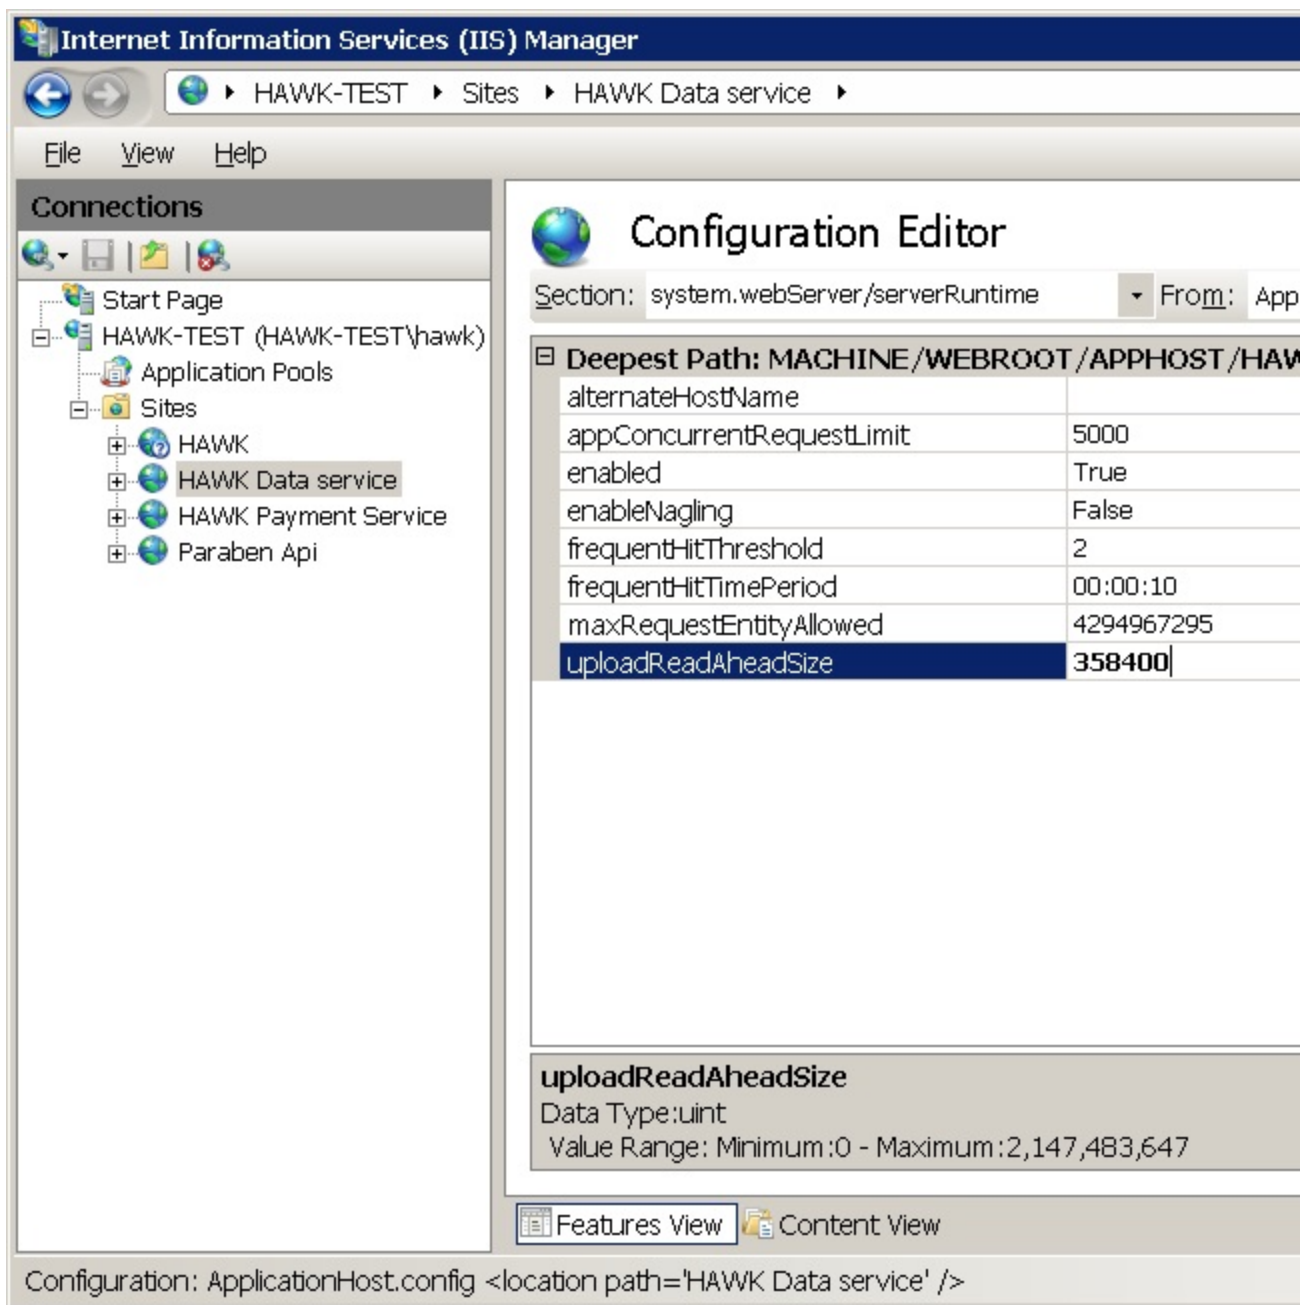 Internet Information Services (IIS) Manager
HAWK-TEST Sites HAWK Data service
File View Help
Connections
Start Page
HAWK-TEST (HAWK-TEST\hawk)
Application Pools
Sites
HAWK
HAWK Data service
HAWK Payment Service
Paraben Api
Configuration Editor
Section: system.webServer/serverRuntime From: App
Deepest Path: MACHINE/WEBROOT/APPHOST/HAW
alternateHostName
appConcurrentRequestLimit 5000
enabled True
enableNagling False
frequentHitThreshold 2
frequentHitTimePeriod 00:00:10
maxRequestEntityAllowed 4294967295
uploadReadAheadSize 358400
uploadReadAheadSize
Data Type:uint
Value Range: Minimum:0 - Maximum:2,147,483,647
Features View Content View
Configuration: ApplicationHost.config <location path='HAWK Data service' />